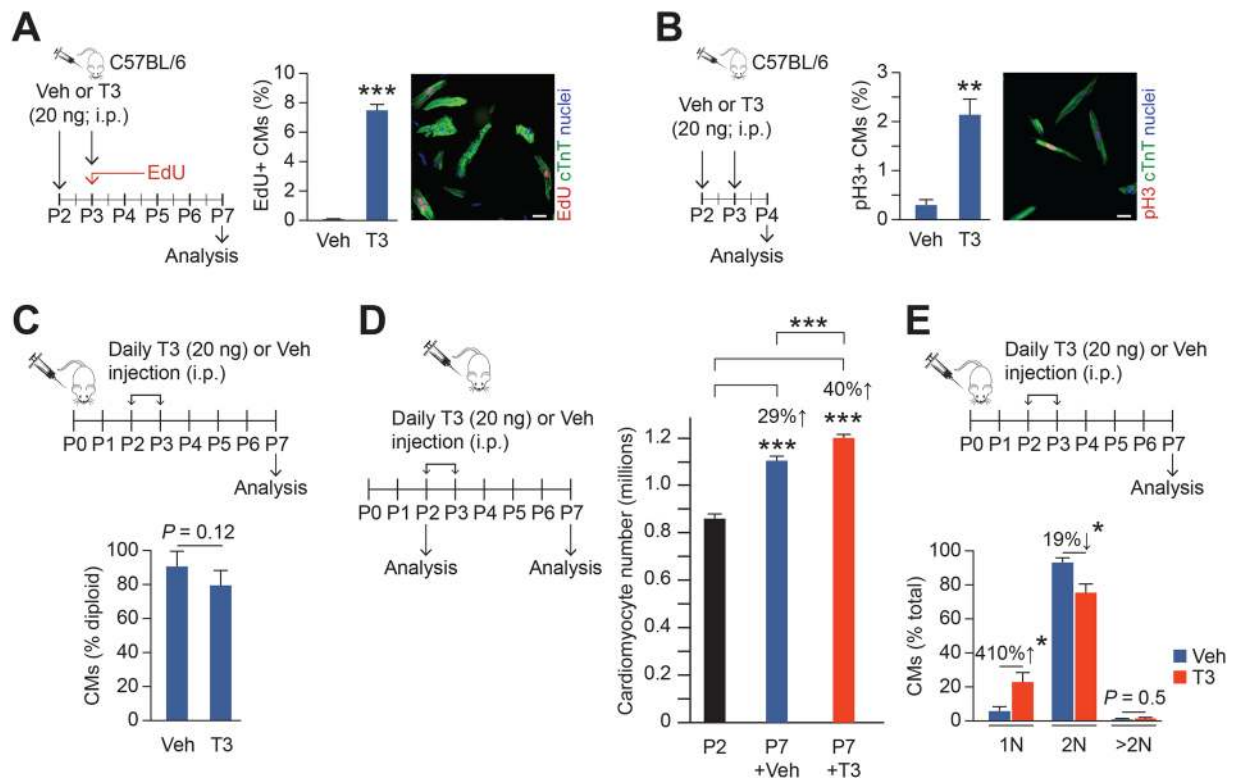 A
C57BL/6
Veh or T3
(20 ng; i.p.)
EdU
P2 P3 P4 P5 P6 P7
Analysis
EdU+ CMs (%)
10
8
6
4
2
0
***
Veh T3
EdU cTnT nuclei
B
C57BL/6
Veh or T3
(20 ng; i.p.)
P2 P3 P4
Analysis
pH3+ CMs (%)
3
2
1
0
**
Veh T3
pH3 cTnT nuclei
C
Daily T3 (20 ng) or Veh
injection (i.p.)
P0 P1 P2 P3 P4 P5 P6 P7
Analysis
CMs (% diploid)
100
80
60
40
20
0
P = 0.12
Veh T3
D
Daily T3 (20 ng) or Veh
injection (i.p.)
P0 P1 P2 P3 P4 P5 P6 P7
Analysis Analysis
Cardiomyocyte number (millions)
1.2
1.0
0.8
0.6
0.4
0.2
0
***
29%↑
***
40%↑
***
P2 P7 P7
+Veh +T3
E
Daily T3 (20 ng) or Veh
injection (i.p.)
P0 P1 P2 P3 P4 P5 P6 P7
Analysis
CMs (% total)
100
80
60
40
20
0
410%↑ *
19%↓ *
P = 0.5
1N 2N >2N
Veh
T3